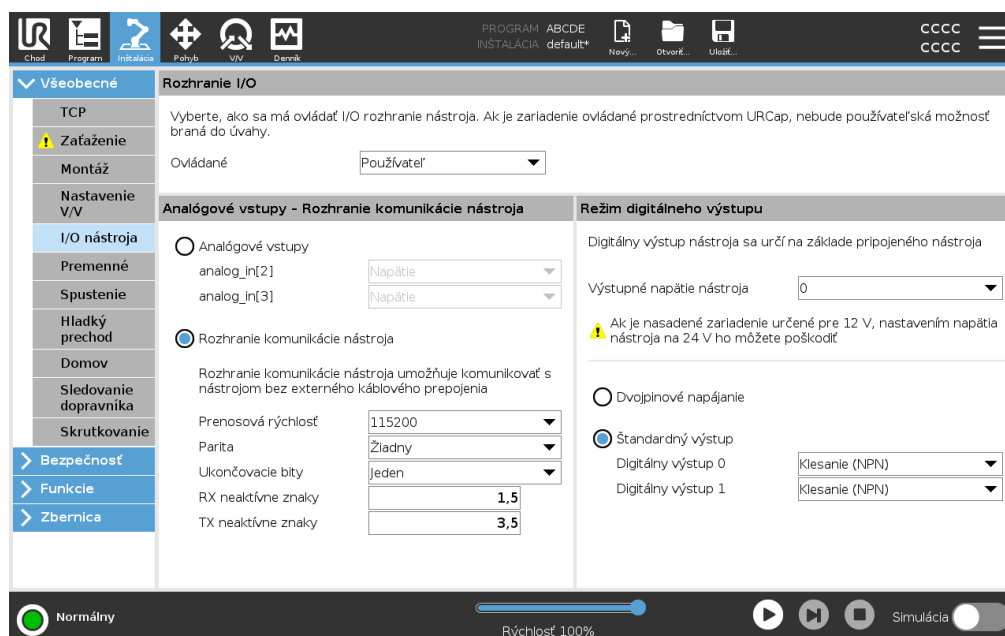 UR
Chod
Program
Inštalácia
Pohyb
V/V
Denník
PROGRAM ABCDE
INŠTALÁCIA default*
Nový...
Otvoriť...
Uložiť...
CCCC
CCCC
Všeobecné
TCP
Zaťaženie
Montáž
Nastavenie
V/V
I/O nástroja
Premenné
Spustenie
Hladký
prechod
Domov
Sledovanie
dopravníka
Skrutkovanie
Bezpečnosť
Funkcie
Zbernica
Rozhranie I/O
Vyberte, ako sa má ovládať I/O rozhranie nástroja. Ak je zariadenie ovládané prostredníctvom URCap, nebude používateľská možnosť
braná do úvahy.
Ovládané
Používateľ
Analógové vstupy - Rozhranie komunikácie nástroja
Analógové vstupy
analog_in[2] Napätie
analog_in[3] Napätie
Rozhranie komunikácie nástroja
Rozhranie komunikácie nástroja umožňuje komunikovať s
nástrojom bez externého káblového prepojenia
Prenosová rýchlosť 115200
Parita Žiadny
Ukončovacie bity Jeden
RX neaktívne znaky 1,5
TX neaktívne znaky 3,5
Režim digitálneho výstupu
Digitálny výstup nástroja sa určí na základe pripojeného nástroja
Výstupné napätie nástroja 0
Ak je nasadené zariadenie určené pre 12 V, nastavením napätia
nástroja na 24 V ho môžete poškodiť
Dvojpinové napájanie
Štandardný výstup
Digitálny výstup 0 Klesanie (NPN)
Digitálny výstup 1 Klesanie (NPN)
Normálny
Rýchlosť 100%
Simulácia